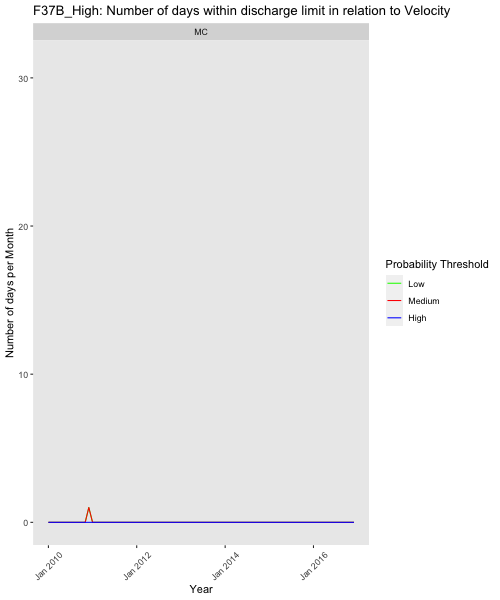 F37B_High: Number of days within discharge limit in relation to Velocity
MC
30
20
10
0
Number of days per Month
Jan 2010
Jan 2012
Jan 2014
Jan 2016
Year
Probability Threshold
Low
Medium
High